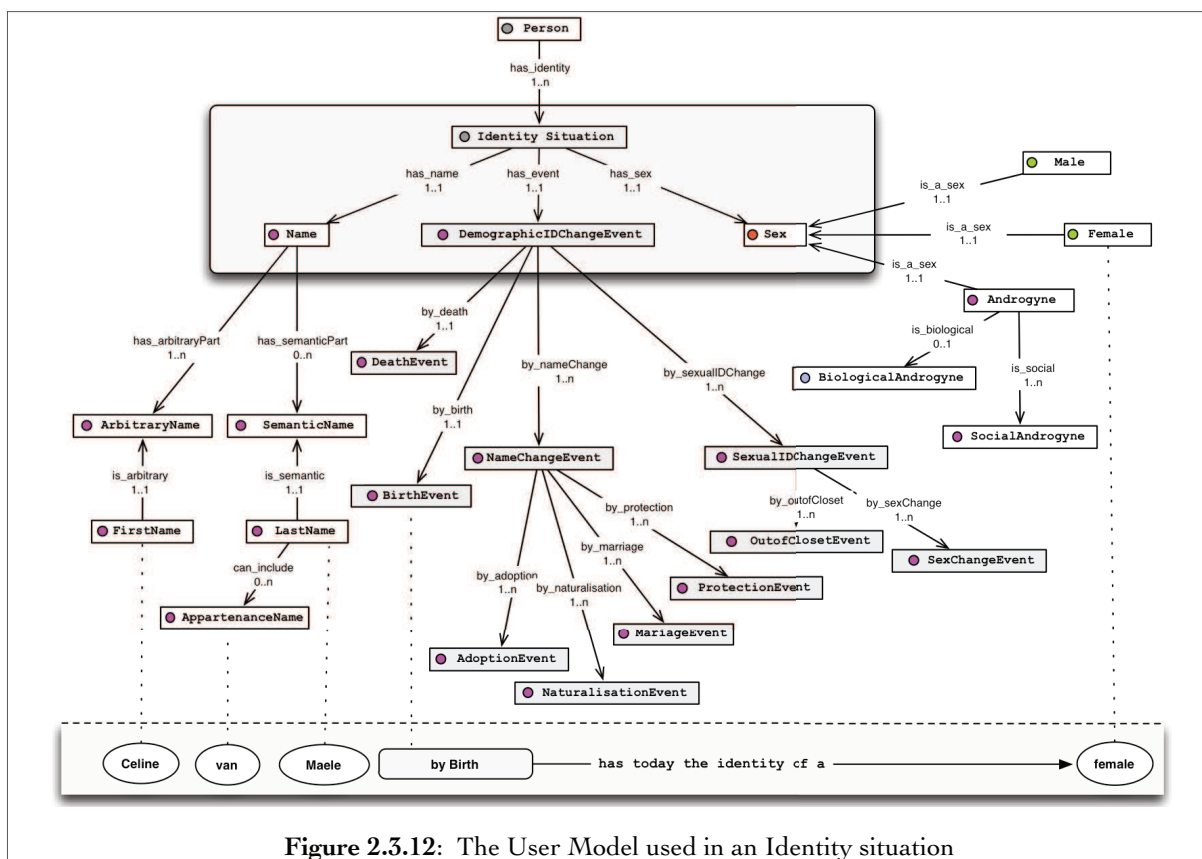 Person
has_identity
1..n
Identity Situation
has_name
1..1
has_event
1..1
has_sex
1..1
Male
is_a_sex
1..1
Name
DemographicIDChangeEvent
Sex
is_a_sex
1..1
Female
is_a_sex
1..1
Androgyne
by_death
1..1
has_arbitraryPart
1..n
has_semanticPart
0..n
is_biological
0..1
DeathEvent
by_nameChange
1..n
by_sexualIDChange
1..n
BiologicalAndrogyne
is_social
1..n
by_birth
1..1
ArbitraryName
SemanticName
SocialAndrogyne
NameChangeEvent
SexualIDChangeEvent
is_arbitrary
1..1
is_semantic
1..1
BirthEvent
by_protection
1..n
by_outofCloset
1..n
by_sexChange
1..n
FirstName
LastName
OutofClosetEvent
by_marriage
1..n
SexChangeEvent
can_include
0..n
by_adoption
1..n
by_naturalisation
1..n
ProtectionEvent
AppartenanceName
MariageEvent
AdoptionEvent
NaturalisationEvent
Celine
van
Maele
by Birth
has today the identity cf a
female
Figure 2.3.12: The User Model used in an Identity situation